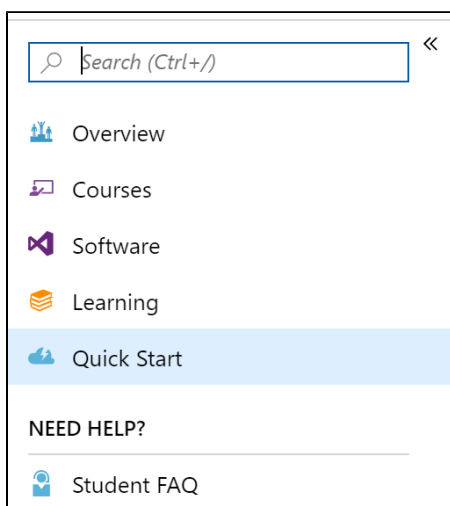 Search (Ctrl+/)
Overview
Courses
Software
Learning
Quick Start
NEED HELP?
Student FAQ